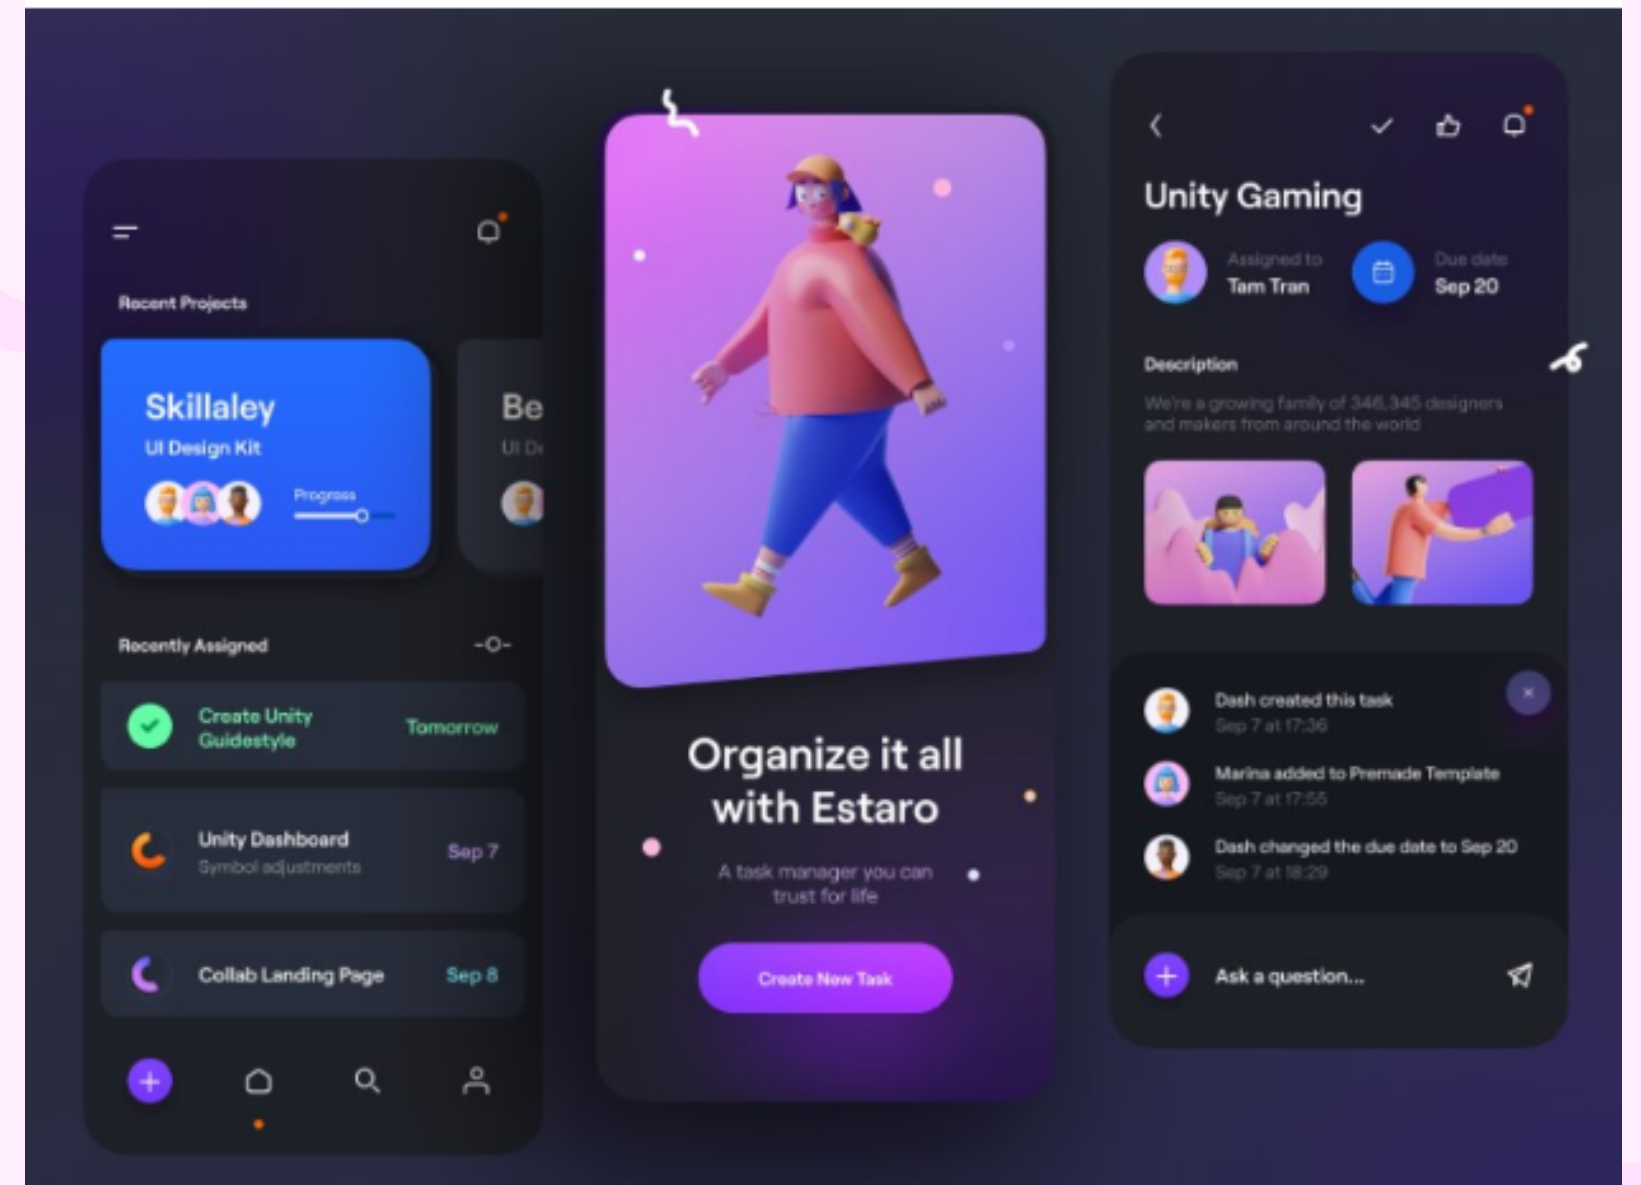 Recent Projects
Skillaley
UI Design Kit
Progress
Be
UI De
Recently Assigned
Create Unity
Guidestyle
Tomorrow
Unity Dashboard
Symbol adjustments
Sep 7
Collab Landing Page
Sep 8
Organize it all
with Estaro
A task manager you can
trust for life
Create New Task
Unity Gaming
Assigned to
Tam Tran
Due date
Sep 20
Description
We're a growing family of 346,345 designers
and makers from around the world
Dash created this task
Sep 7 at 17:36
Marina added to Premade Template
Sep 7 at 17:55
Dash changed the due date to Sep 20
Sep 7 at 18:29
Ask a question...